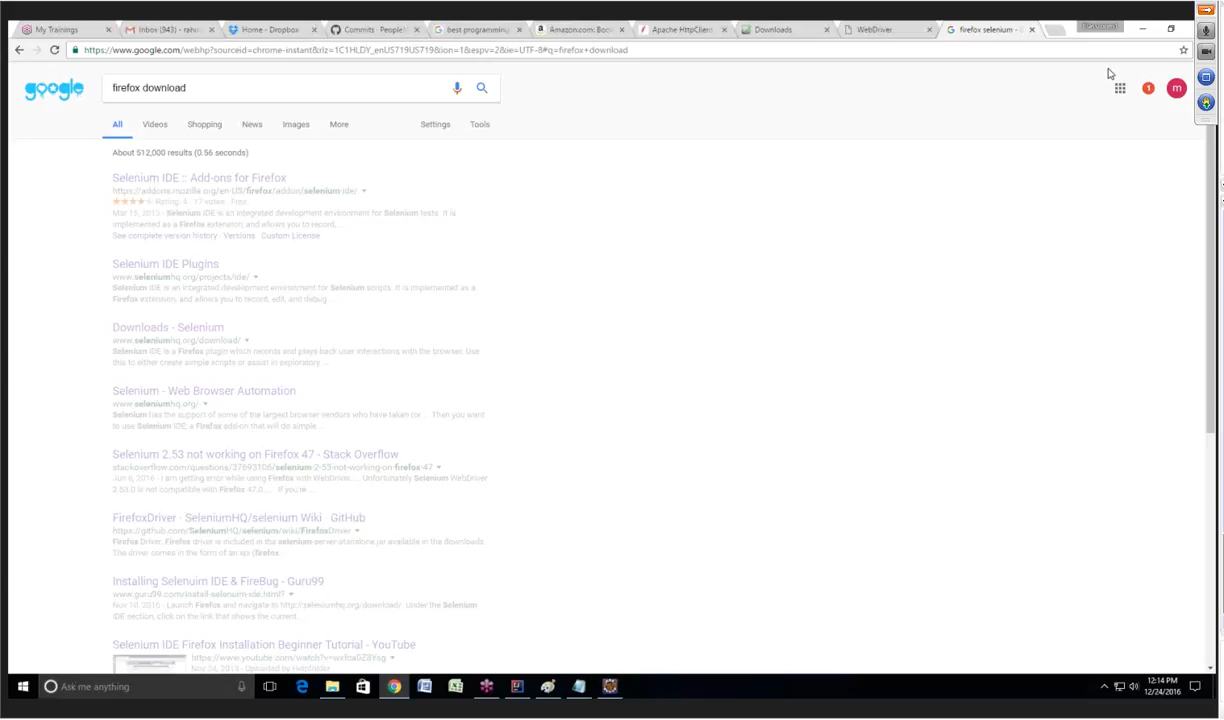 My Trainings
Inbox (943) - rahu
Home - Dropbox
Commits · People
best programming
Amazon.com: Boo
Apache HttpClien
Downloads
WebDriver
firefox selenium -
https://www.google.com/webhp?sourceid=chrome-instant&rlz=1C1HLDY_enUS719US719&ion=1&espv=2&ie=UTF-8#q=firefox+download
google
firefox download
1
m
All Videos Shopping News Images More Settings Tools
About 512,000 results (0.56 seconds)
Selenium IDE :: Add-ons for Firefox
https://addons.mozilla.org/en-US/firefox/addon/selenium-ide/
Rating: 4 - 17 votes - Free
Mar 15, 2013 - Selenium IDE is an integrated development environment for Selenium tests. It is
implemented as a Firefox extension, and allows you to record, ...
See complete version history · Versions · Custom License
Selenium IDE Plugins
www.seleniumhq.org/projects/ide/
Selenium IDE is an integrated development environment for Selenium scripts. It is implemented as a
Firefox extension, and allows you to record, edit, and debug ...
Downloads - Selenium
www.seleniumhq.org/download/
Selenium IDE is a Firefox plugin which records and plays back user interactions with the browser. Use
this to either create simple scripts or assist in exploratory ...
Selenium - Web Browser Automation
www.seleniumhq.org/
Selenium has the support of some of the largest browser vendors who have taken (or ... Then you want
to use Selenium IDE, a Firefox add-on that will do simple ...
Selenium 2.53 not working on Firefox 47 - Stack Overflow
stackoverflow.com/questions/37693106/selenium-2-53-not-working-on-firefox-47
Jun 8, 2016 - I am getting error while using Firefox with WebDriver. ... Unfortunately Selenium WebDriver
2.53.0 is not compatible with Firefox 47.0. ... If you're ...
FirefoxDriver · SeleniumHQ/selenium Wiki · GitHub
https://github.com/SeleniumHQ/selenium/wiki/FirefoxDriver
Firefox Driver. Firefox driver is included in the selenium-server-stanalone.jar available in the downloads.
The driver comes in the form of an xpi (firefox
Installing Selenuim IDE & FireBug - Guru99
www.guru99.com/install-selenuim-ide.html?
Nov 10, 2016 - Launch Firefox and navigate to http://seleniumhq.org/download/. Under the Selenium
IDE section, click on the link that shows the current ...
Selenium IDE Firefox Installation Beginner Tutorial - YouTube
Nov 24, 2013 - Uploaded by
Ask me anything
12:14 PM
12/24/2016